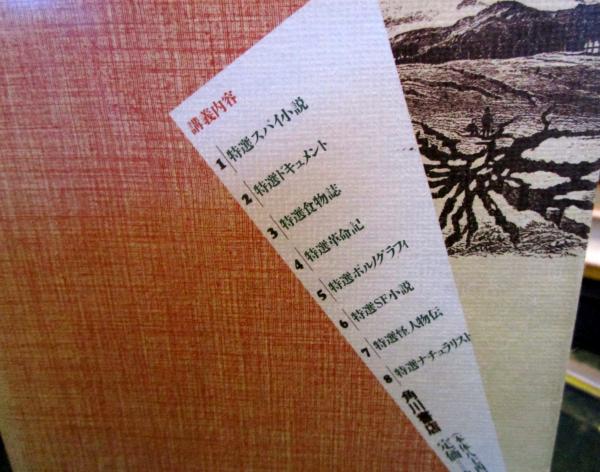 講義内容
1 特選スパイ小説
2 特選ドキュメント
3 特選食物誌
4 特選革命記
5 特選ポルノグラフィ
6 特選SF小説
7 特選怪人物伝
8 特選ナチュラリスト
角川書店
定価